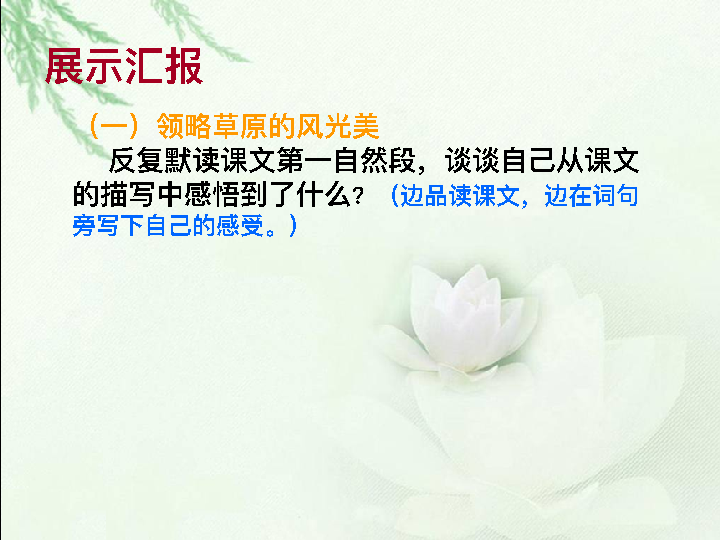 展示汇报
（一）领略草原的风光美
反复默读课文第一自然段，谈谈自己从课文
的描写中感悟到了什么？（边品读课文，边在词句
旁写下自己的感受。）